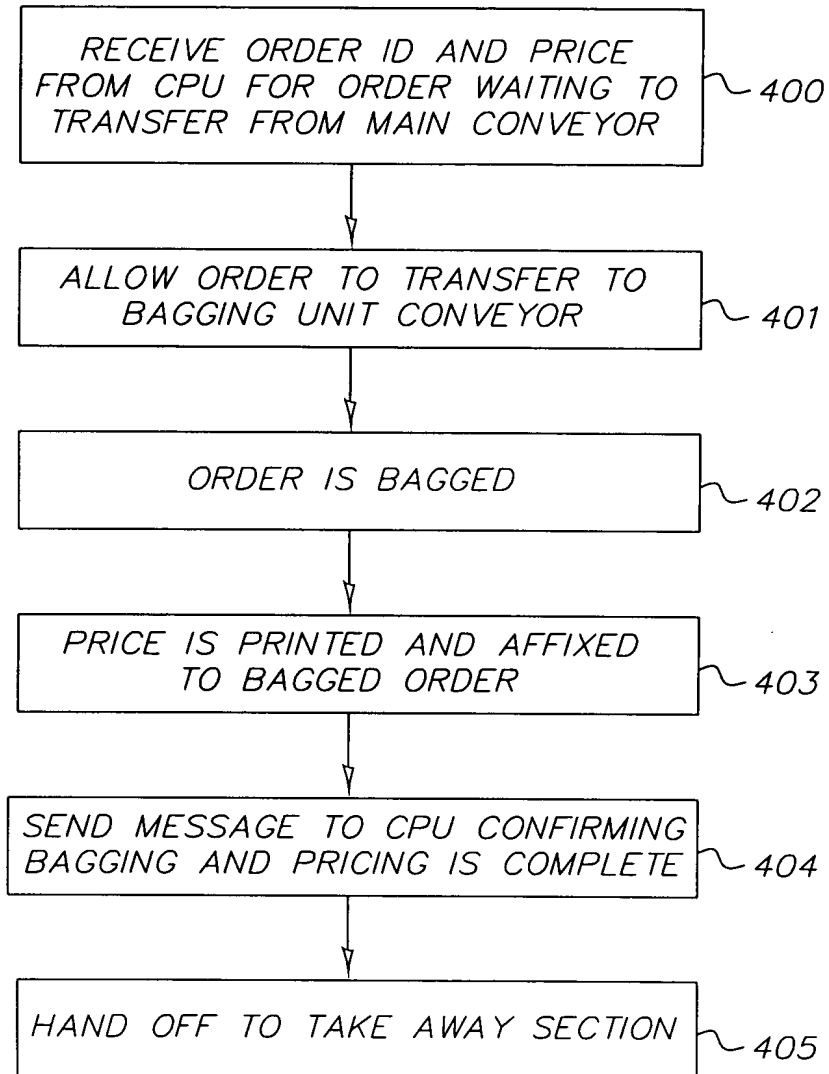 RECEIVE ORDER ID AND PRICE
FROM CPU FOR ORDER WAITING TO
TRANSFER FROM MAIN CONVEYOR
400
ALLOW ORDER TO TRANSFER TO
BAGGING UNIT CONVEYOR
401
ORDER IS BAGGED
402
PRICE IS PRINTED AND AFFIXED
TO BAGGED ORDER
403
SEND MESSAGE TO CPU CONFIRMING
BAGGING AND PRICING IS COMPLETE
404
HAND OFF TO TAKE AWAY SECTION
405